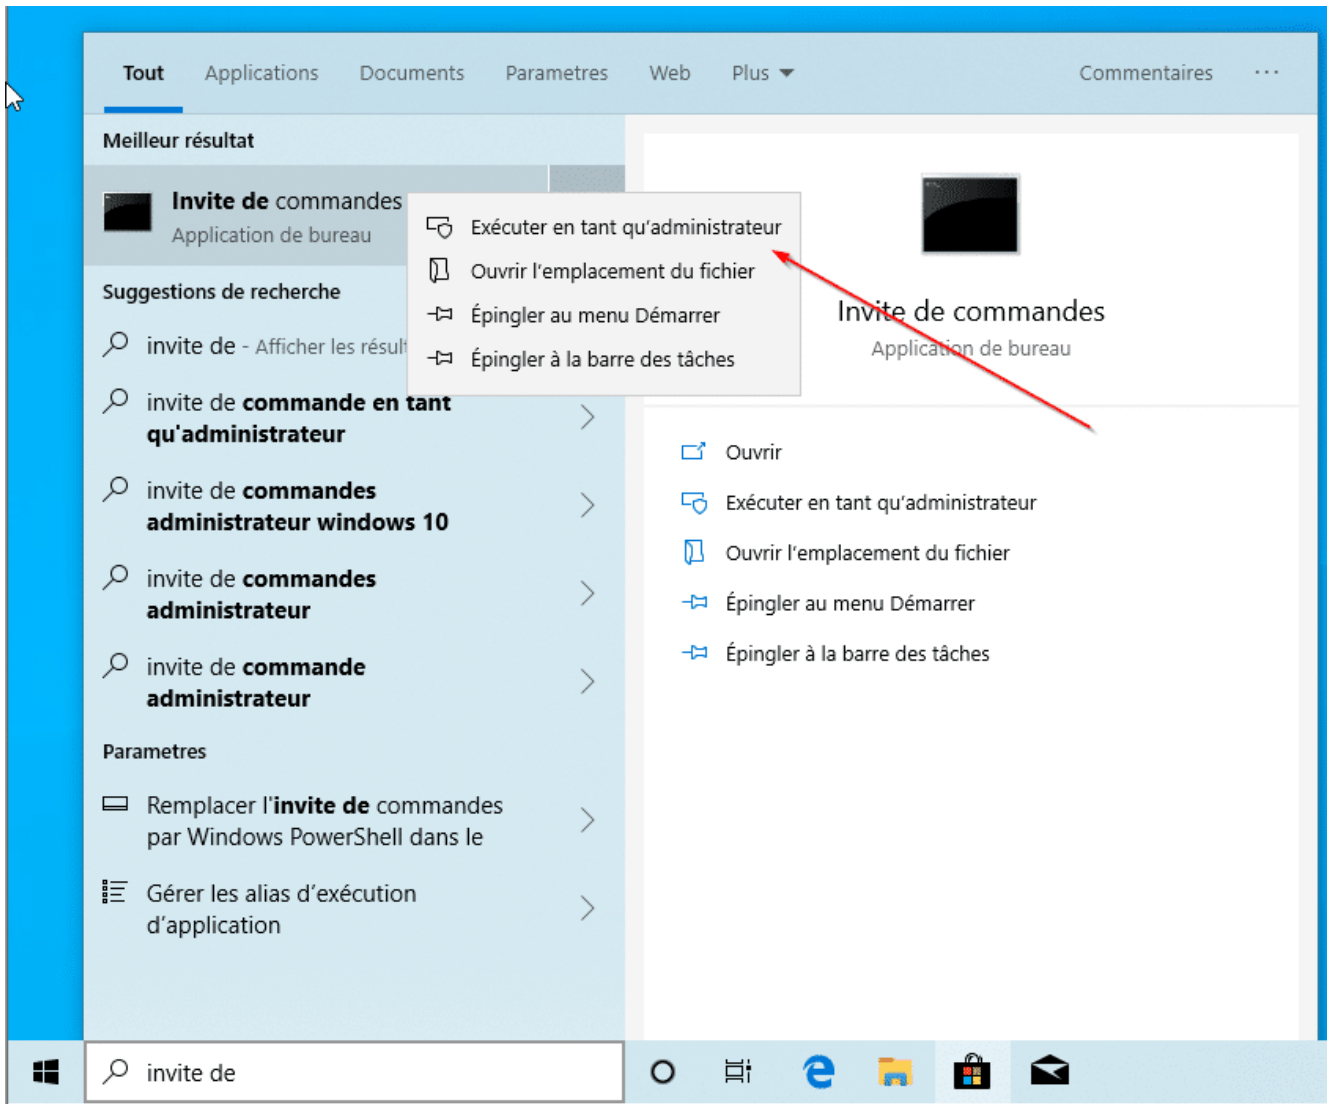 Tout Applications Documents Parametres Web Plus Commentaires ...
Meilleur résultat
Invite de commandes
Application de bureau
Exécuter en tant qu'administrateur
Ouvrir l'emplacement du fichier
Épingler au menu Démarrer
Épingler à la barre des tâches
Suggestions de recherche
invite de - Afficher les
invite de commande en tant
qu'administrateur
invite de commandes
administrateur windows 10
invite de commandes
administrateur
invite de commande
administrateur
Parametres
Remplacer l'invite de commandes
par Windows PowerShell dans le
Gérer les alias d'exécution
d'application
Invite de commandes
Application de bureau
Ouvrir
Exécuter en tant qu'administrateur
Ouvrir l'emplacement du fichier
Épingler au menu Démarrer
Épingler à la barre des tâches
invite de